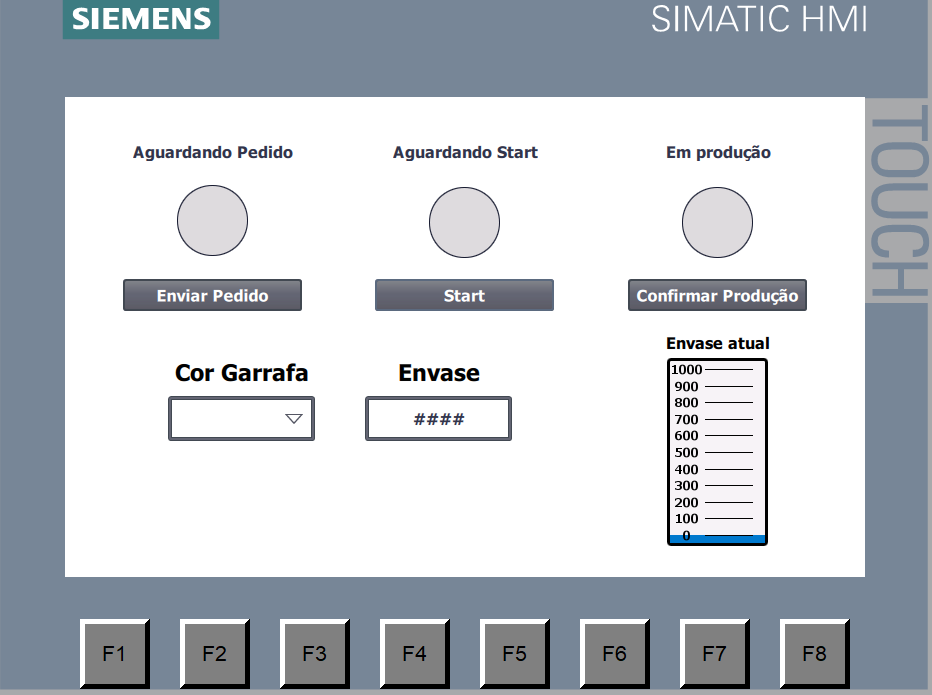 SIEMENS
SIMATIC HMI
TOUCH
Aguardando Pedido
Aguardando Start
Em produção
Enviar Pedido
Start
Confirmar Produção
Cor Garrafa
Envase
####
Envase atual
1000
900
800
700
600
500
400
300
200
100
0
F1
F2
F3
F4
F5
F6
F7
F8